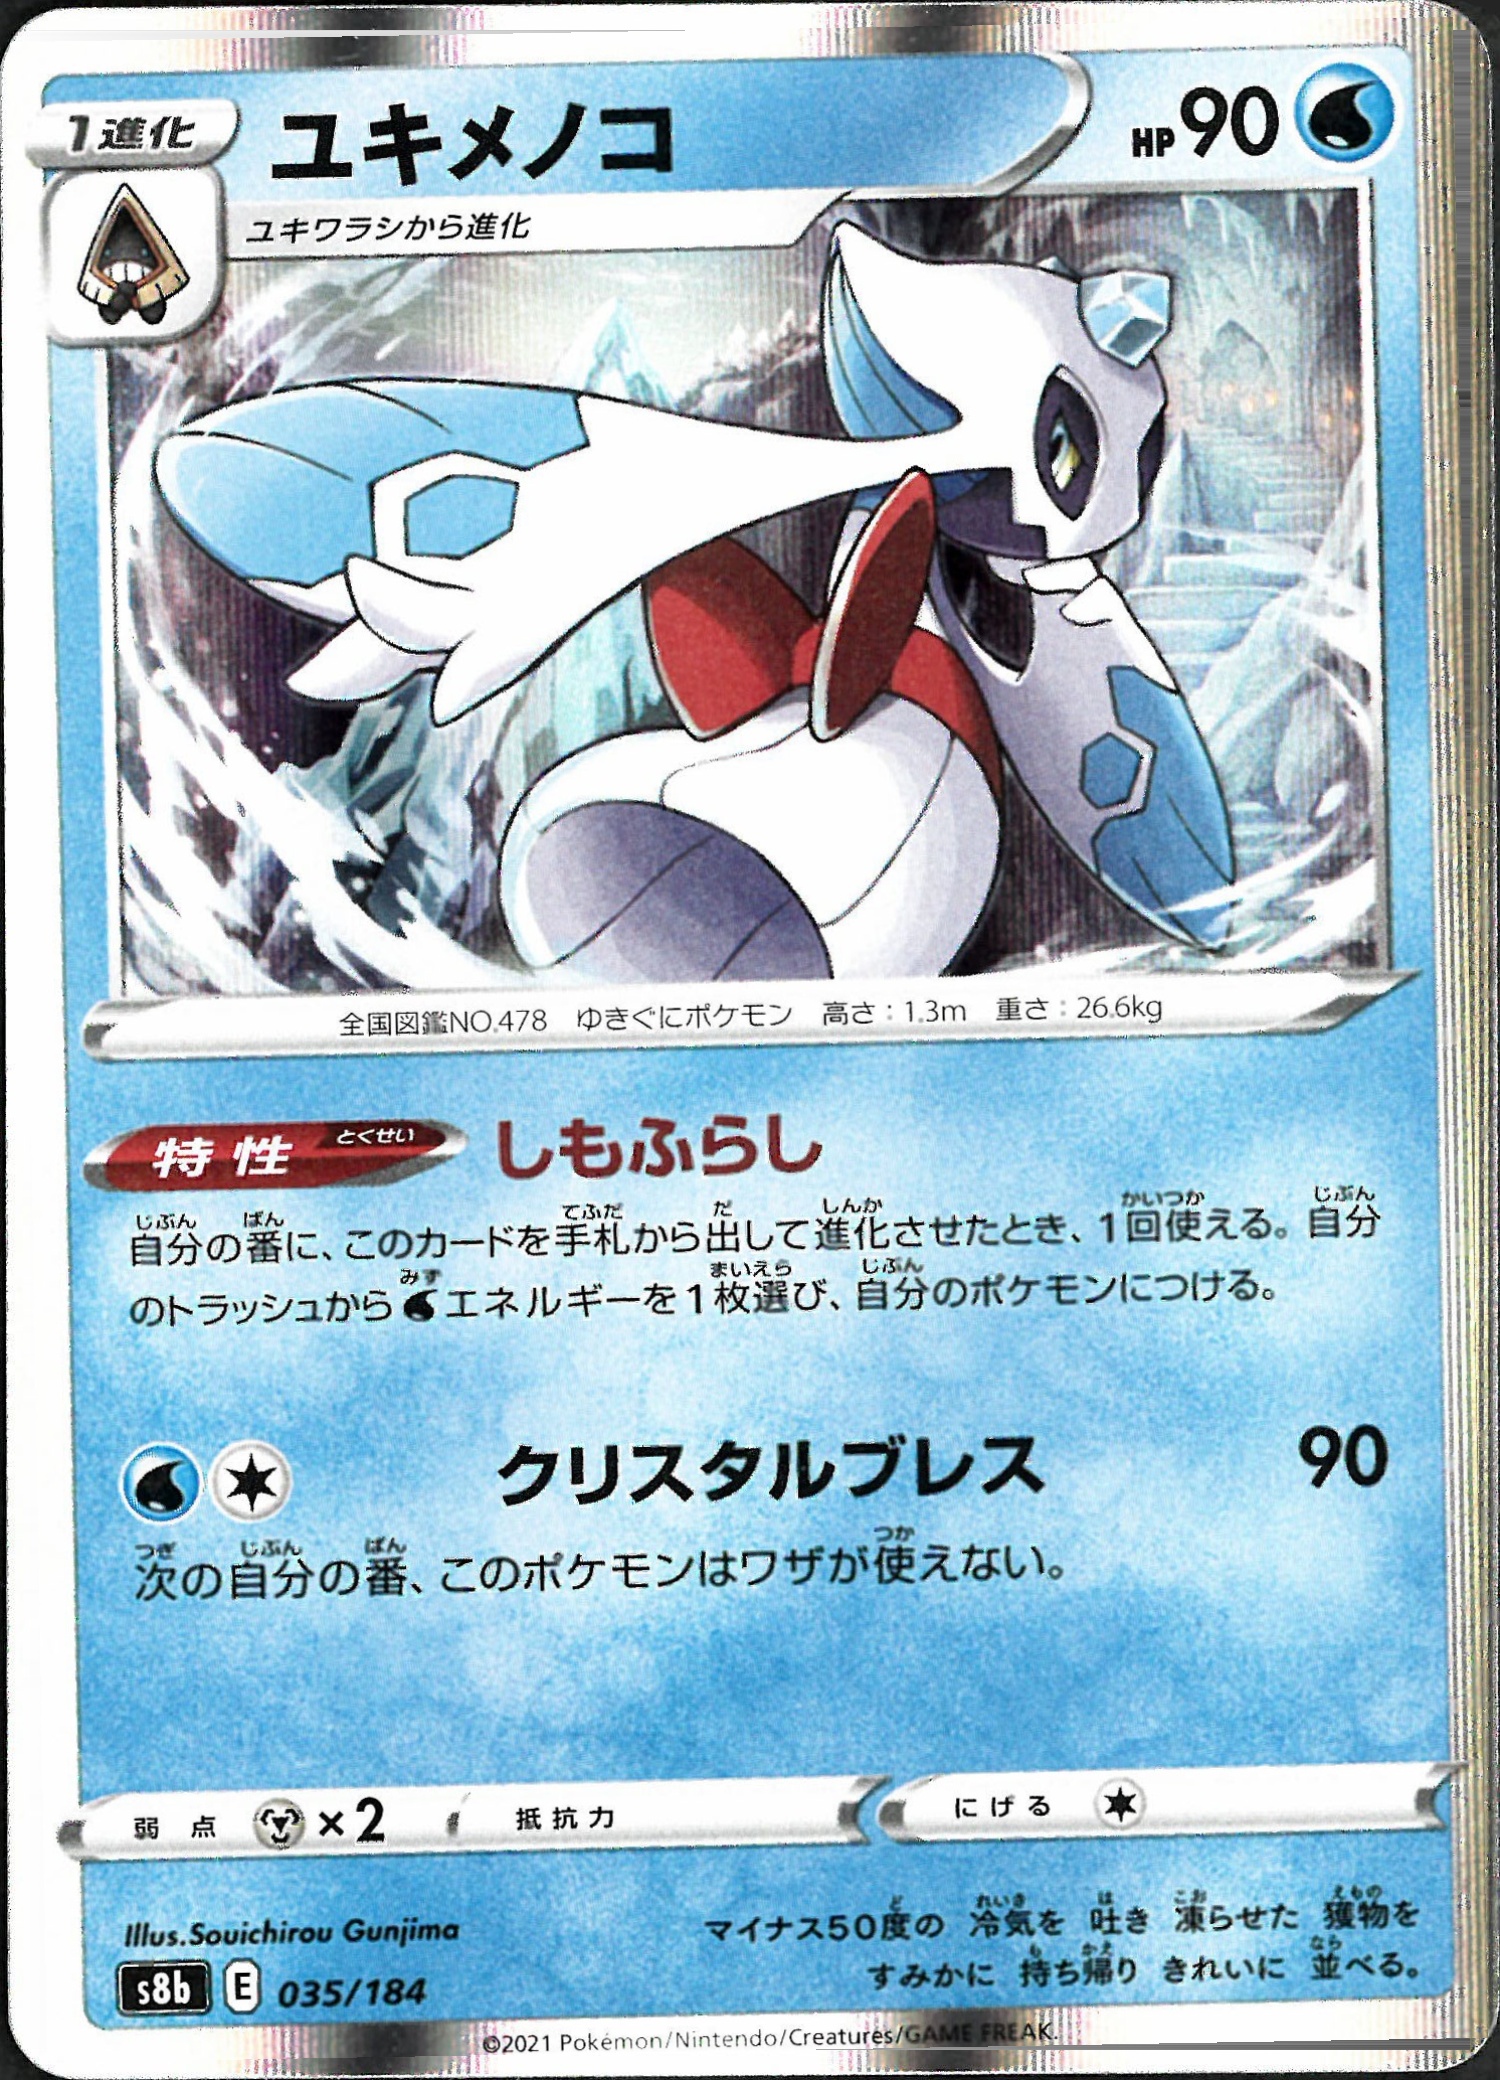 1進化 ユキメノコ HP90
ユキワラシから進化
全国図鑑NO.478 ゆきぐにポケモン 高さ:1.3m 重さ:26.6kg
特性 とくせい しもふらし
自分の番に、このカードを手札から出して進化させたとき、1回使える。自分
のトラッシュからエネルギーを1枚選び、自分のポケモンにつける。
クリスタルブレス 90
次の自分の番、このポケモンはワザが使えない。
弱点 ×2 抵抗力 にげる
Illus.Souichirou Gunjima
マイナス50度の 冷気を 吐き 凍らせた 獲物を
すみかに 持ち帰り きれいに 並べる。
s8b E 035/184
©2021 Pokémon/Nintendo/Creatures/GAME FREAK.